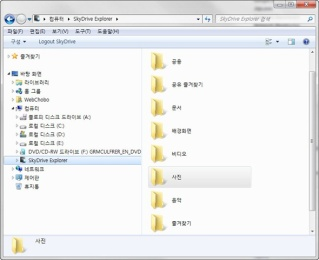 컴퓨터 ▸ SkyDrive Explorer ▸
SkyDrive Explorer 검색
파일(F) 편집(E) 보기(V) 도구(T) 도움말(H)
구성 Logout SkyDrive
즐겨찾기
바탕 화면
라이브러리
홈 그룹
WebChobo
컴퓨터
플로피 디스크 드라이브 (A:)
로컬 디스크 (C:)
로컬 디스크 (D:)
로컬 디스크 (E:)
DVD/CD-RW 드라이브 (F:) GRMCULFRER_EN_DVD
SkyDrive Explorer
네트워크
제어판
휴지통
공용
공유 즐겨찾기
문서
배경화면
비디오
사진
음악
즐겨찾기
사진